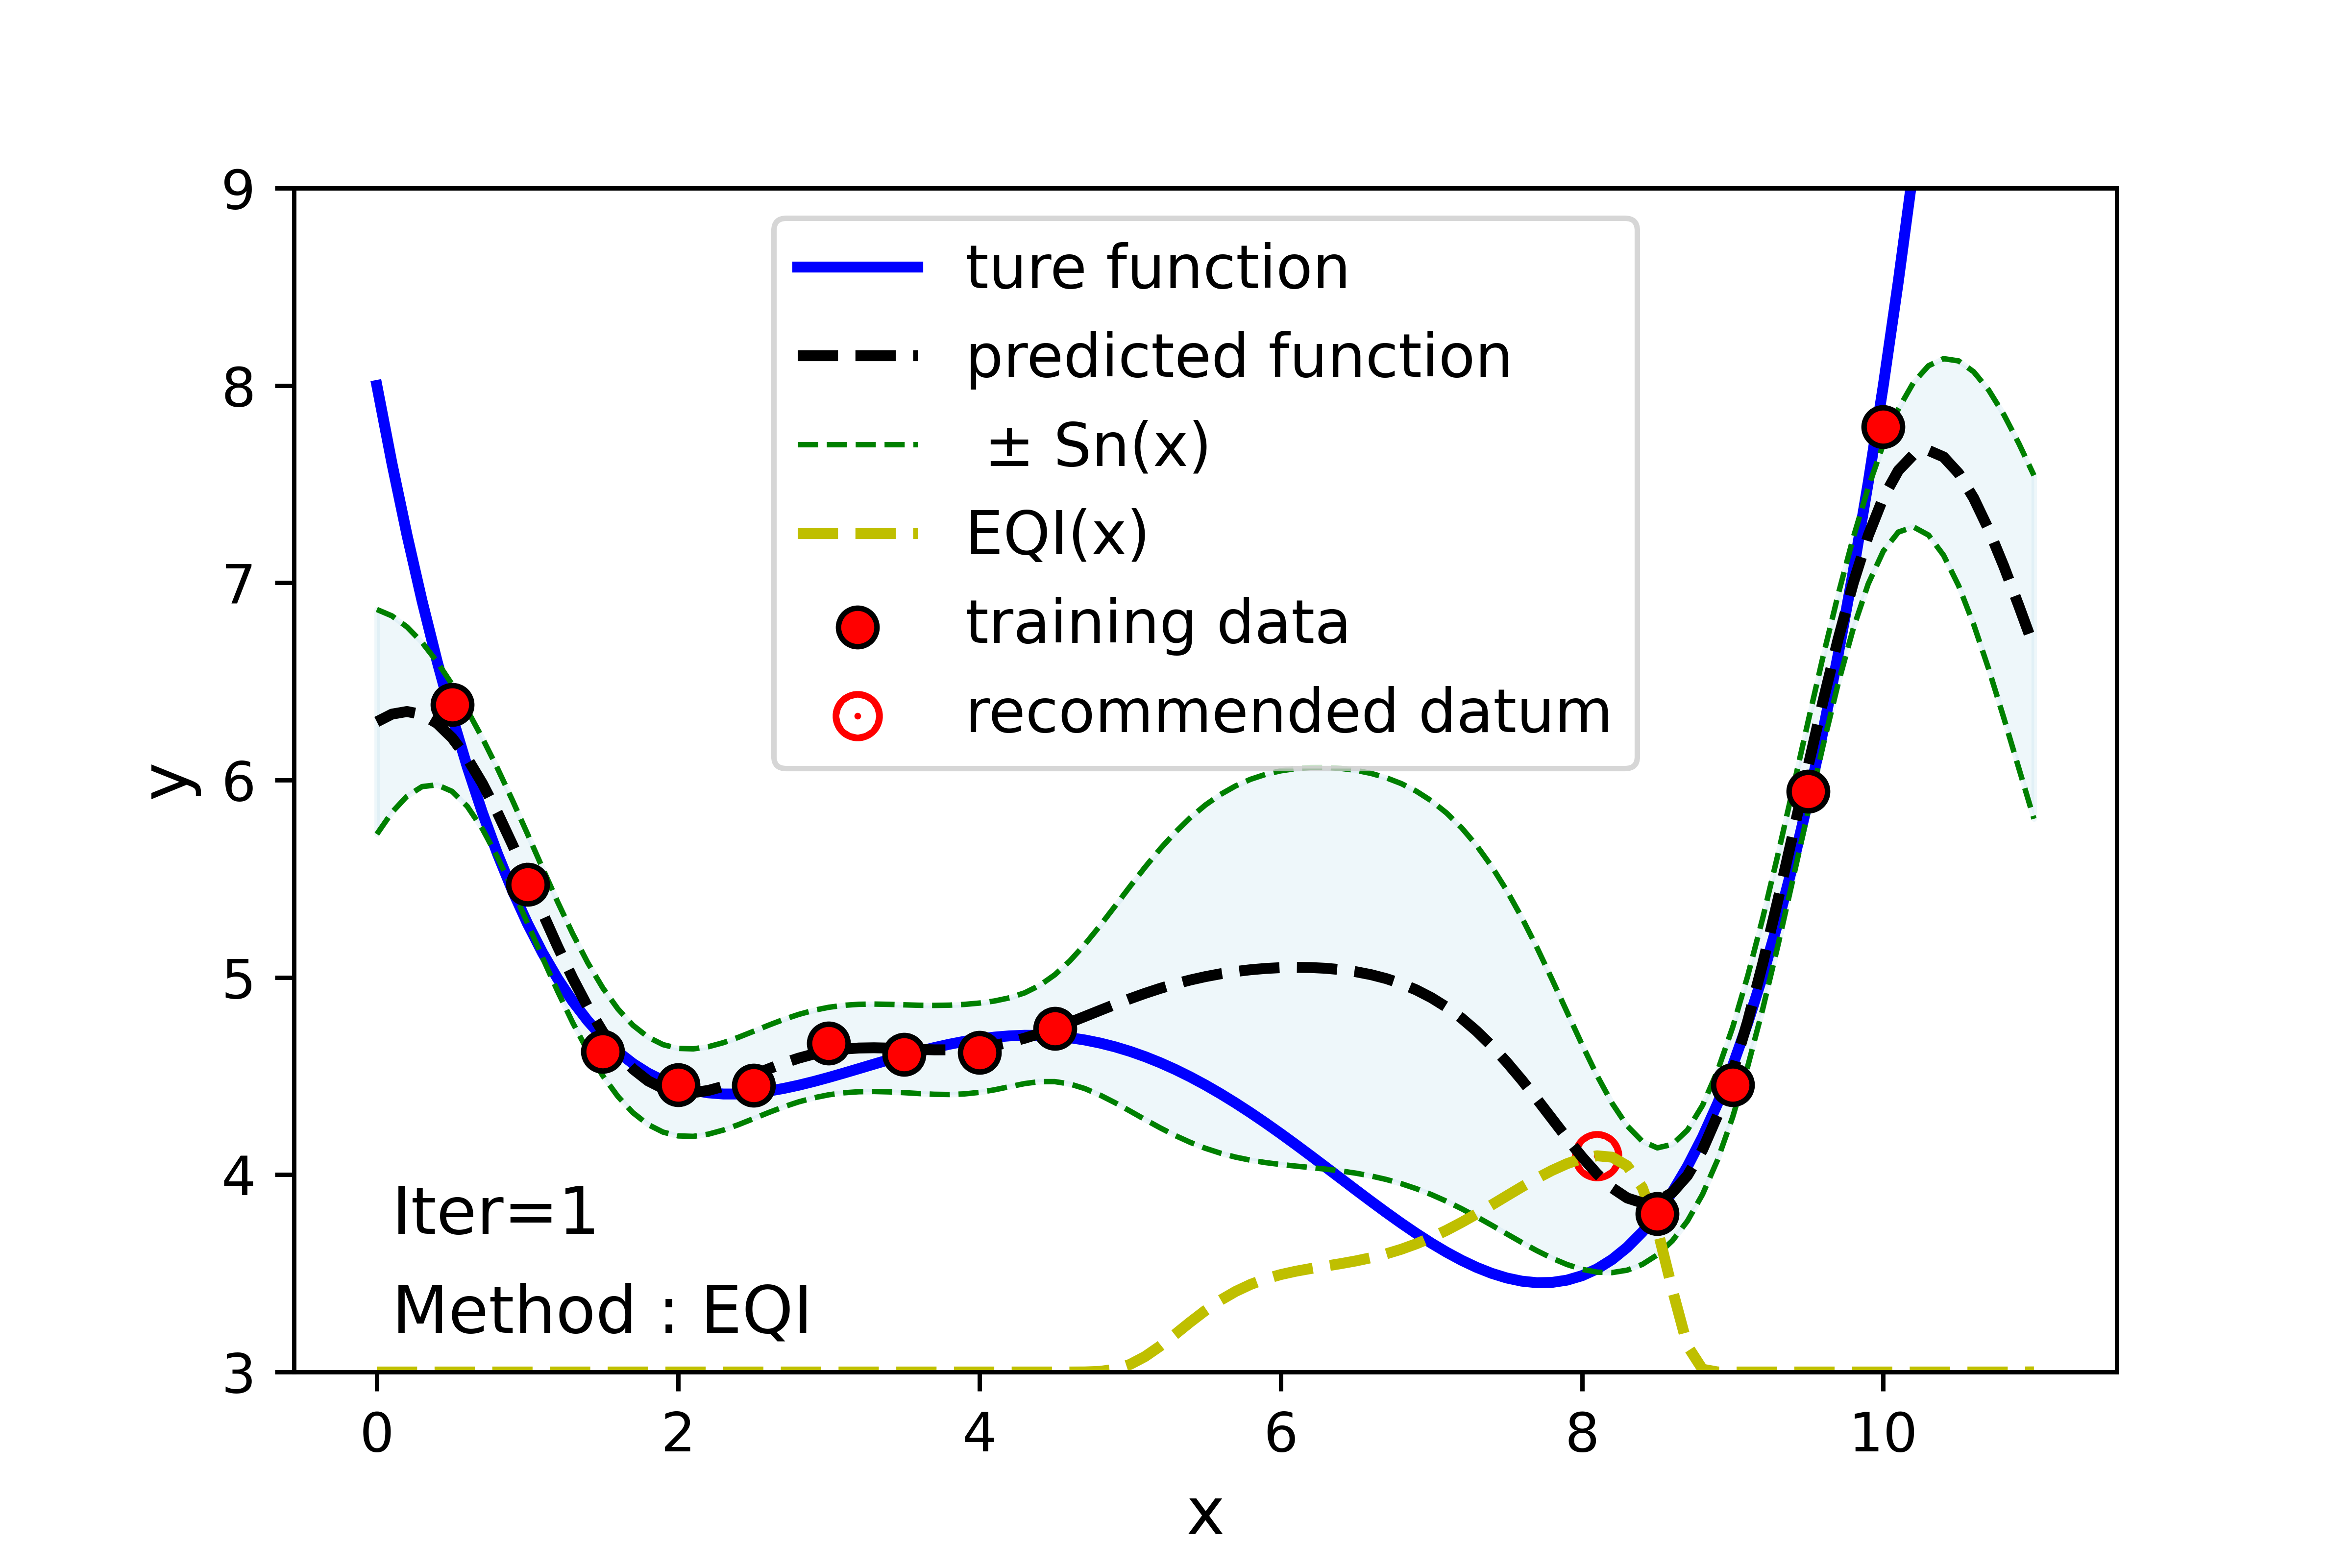 9
8
7
6
5
4
3
y
ture function
predicted function
± Sn(x)
EQI(x)
training data
recommended datum
Iter=1
Method : EQI
0 2 4 6 8 10
x